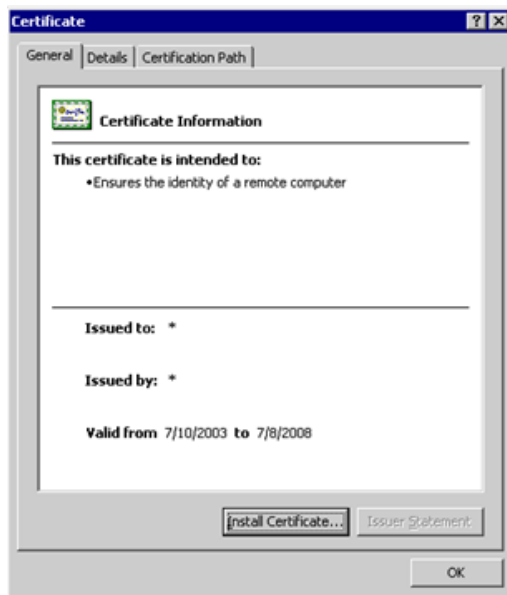 Certificate
General Details Certification Path
Certificate Information
This certificate is intended to:
•Ensures the identity of a remote computer
Issued to: *
Issued by: *
Valid from 7/10/2003 to 7/8/2008
Install Certificate... Issuer Statement
OK